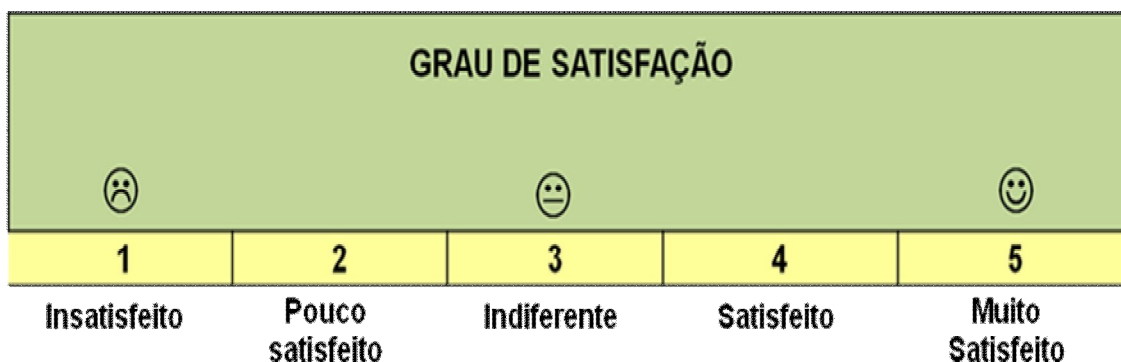 GRAU DE SATISFAÇÃO
1 2 3 4 5
Insatisfeito Pouco satisfeito Indiferente Satisfeito Muito Satisfeito